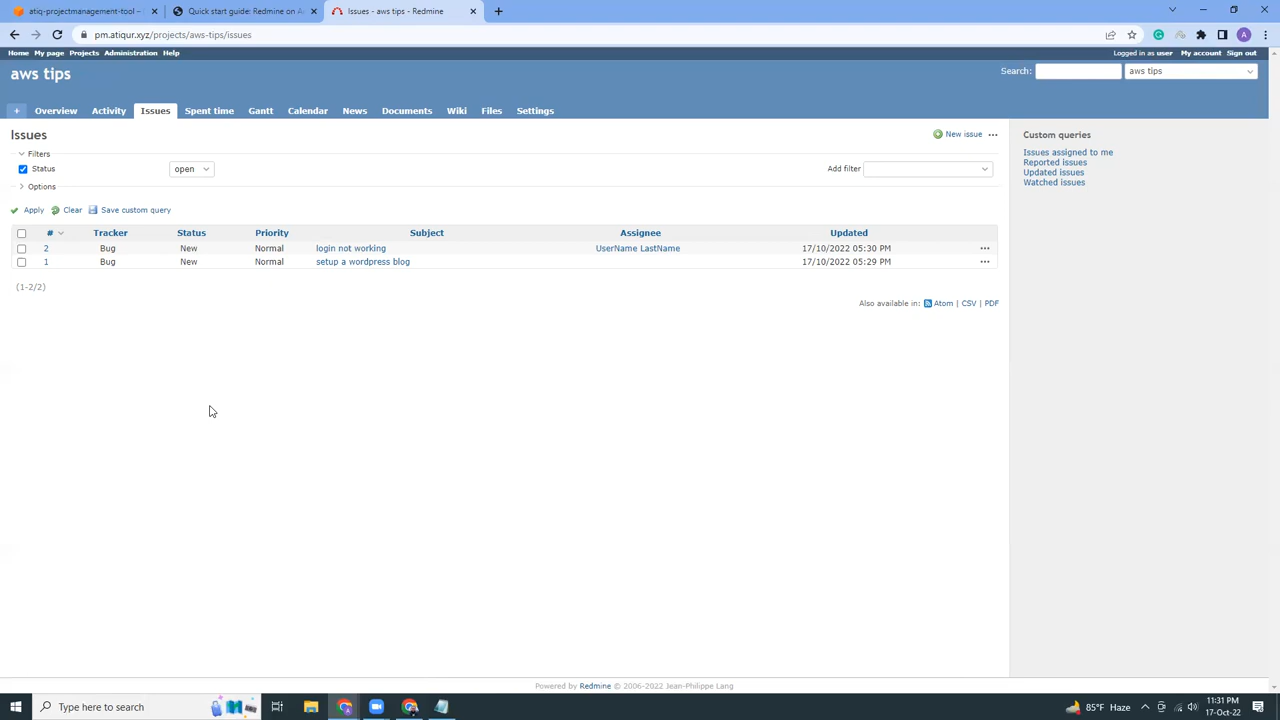 atiq-projectmanagement-tool -
Quick start guide: Redmine on A
Issues - aws tips - Redmine
pm.atiqur.xyz/projects/aws-tips/issues
A
Home My page Projects Administration Help
Logged in as user My account Sign out
aws tips
Search:
aws tips
+ Overview Activity Issues Spent time Gantt Calendar News Documents Wiki Files Settings
Issues
New issue
Custom queries
Filters
Issues assigned to me
Status open
Add filter
Reported issues
Updated issues
Watched issues
Options
Apply Clear Save custom query
# Tracker Status Priority Subject Assignee Updated
2 Bug New Normal login not working UserName LastName 17/10/2022 05:30 PM
1 Bug New Normal setup a wordpress blog 17/10/2022 05:29 PM
(1-2/2)
Also available in: Atom | CSV | PDF
Powered by Redmine © 2006-2022 Jean-Philippe Lang
Type here to search
85°F Haze
11:31 PM
17-Oct-22